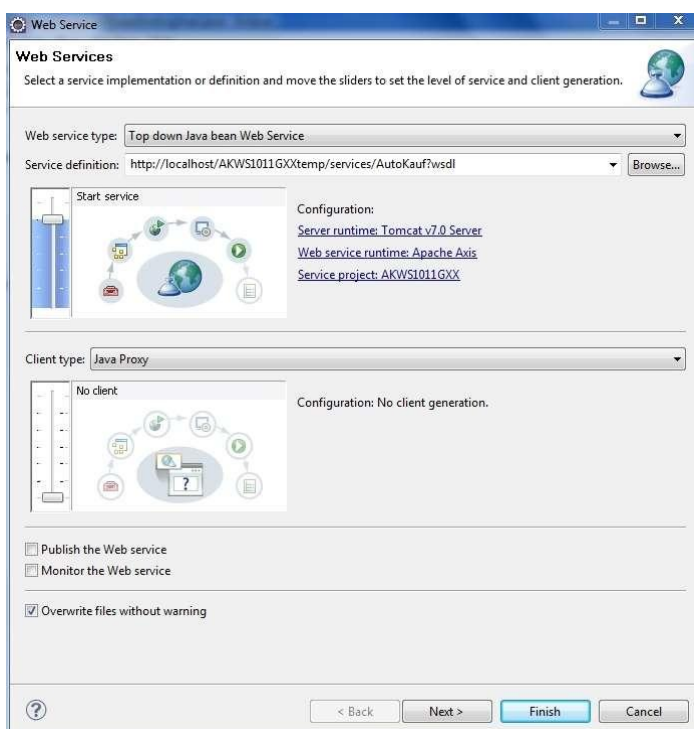 Web Service
Web Services
Select a service implementation or definition and move the sliders to set the level of service and client generation.
Web service type: Top down Java bean Web Service
Service definition: http://localhost/AKWS1011GXXtemp/services/AutoKauf?wsdl Browse...
Start service
Configuration:
Server runtime: Tomcat v7.0 Server
Web service runtime: Apache Axis
Service project: AKWS1011GXX
Client type: Java Proxy
No client
Configuration: No client generation.
?
Publish the Web service
Monitor the Web service
Overwrite files without warning
? < Back Next > Finish Cancel